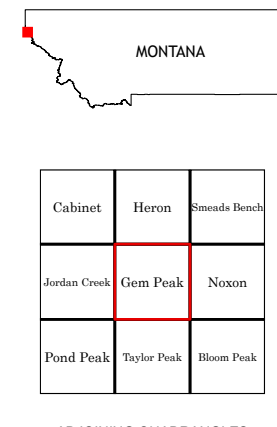 MONTANA
Cabinet Heron Smeads Bench
Jordan Creek Gem Peak Noxon
Pond Peak Taylor Peak Bloom Peak